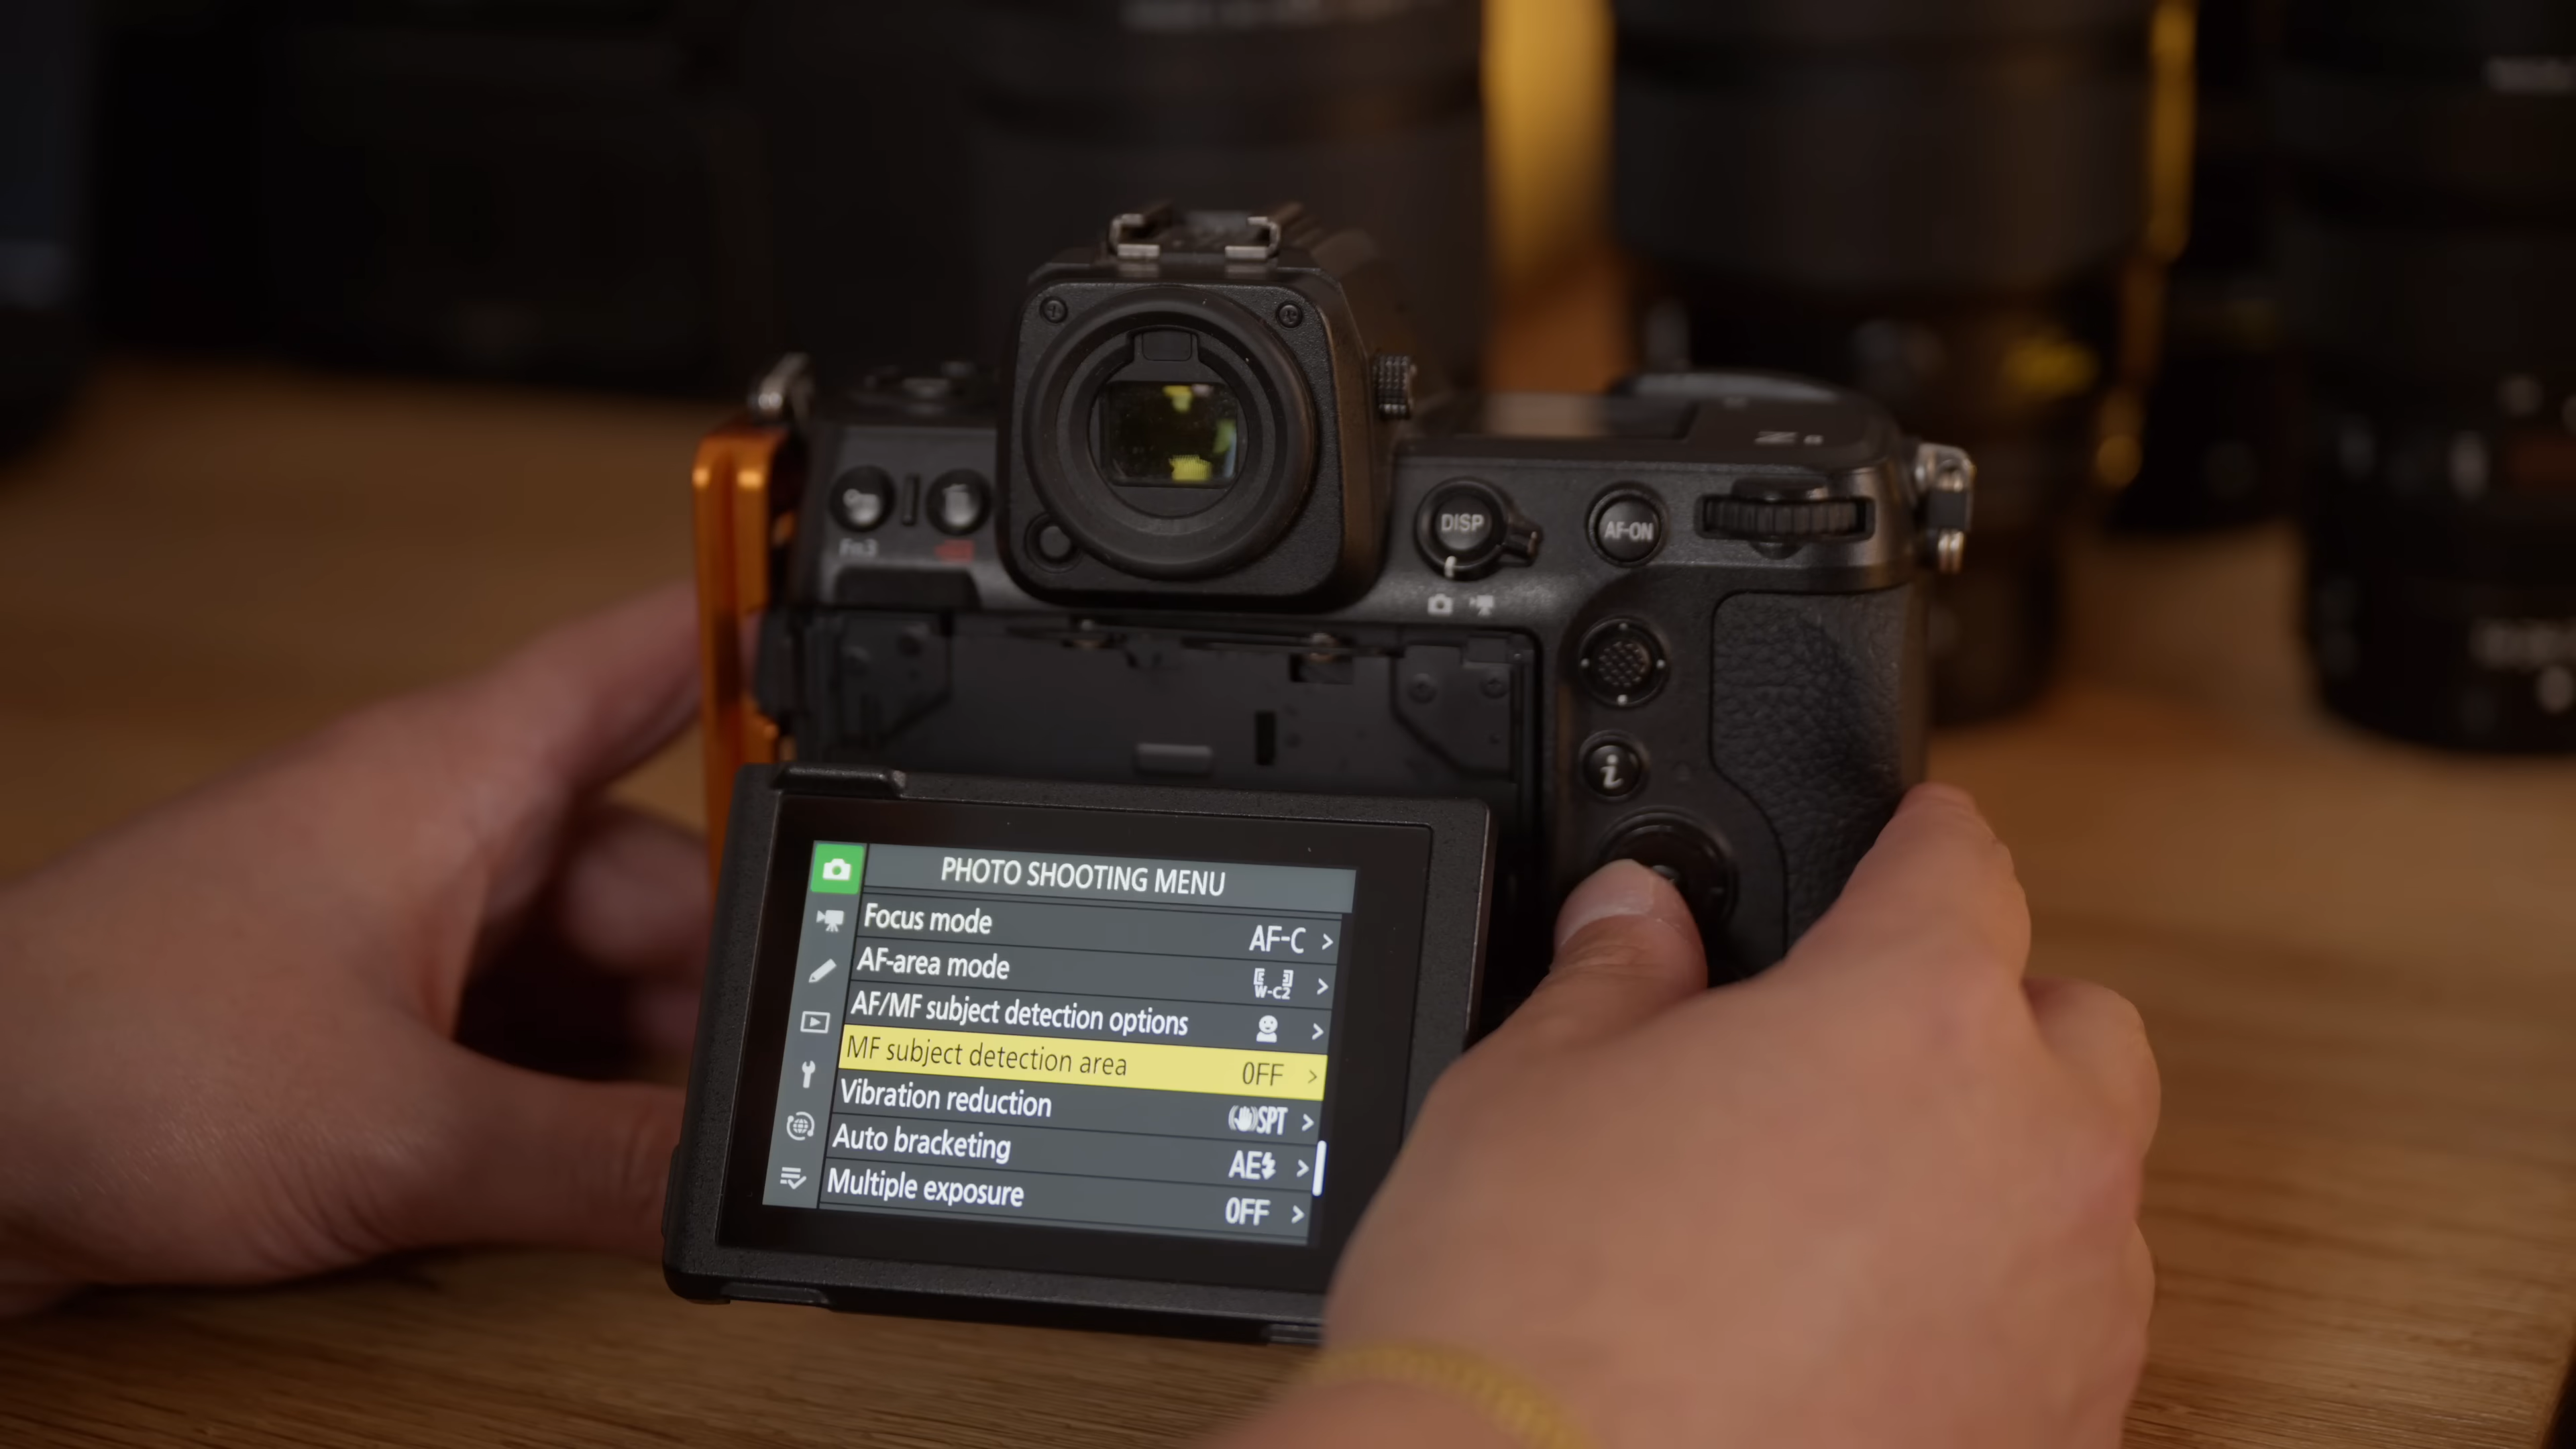 Fn3
DISP
AF-ON
i
PHOTO SHOOTING MENU
Focus mode AF-C >
AF-area mode W-C2 >
AF/MF subject detection options >
MF subject detection area OFF >
Vibration reduction SPT >
Auto bracketing AE >
Multiple exposure OFF >